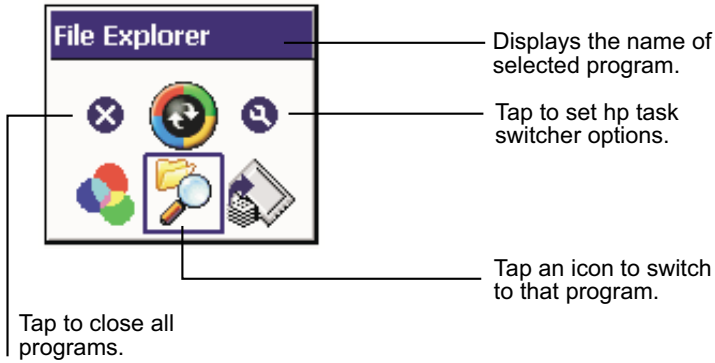 File Explorer
Displays the name of
selected program.
Tap to set hp task
switcher options.
Tap an icon to switch
to that program.
Tap to close all
programs.